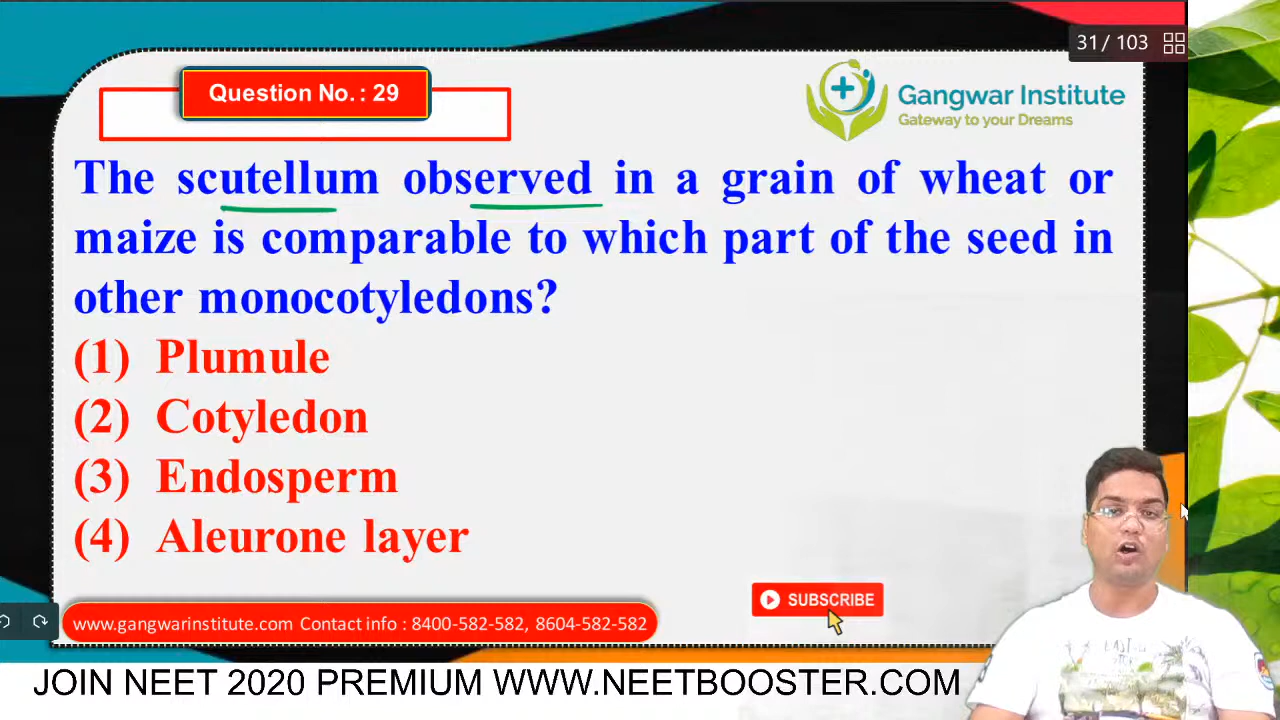 31 / 103
Question No. : 29
Gangwar Institute
Gateway to your Dreams
The scutellum observed in a grain of wheat or
maize is comparable to which part of the seed in
other monocotyledons?
(1) Plumule
(2) Cotyledon
(3) Endosperm
(4) Aleurone layer
SUBSCRIBE
www.gangwarinstitute.com Contact info : 8400-582-582, 8604-582-582
JOIN NEET 2020 PREMIUM WWW.NEETBOOSTER.COM